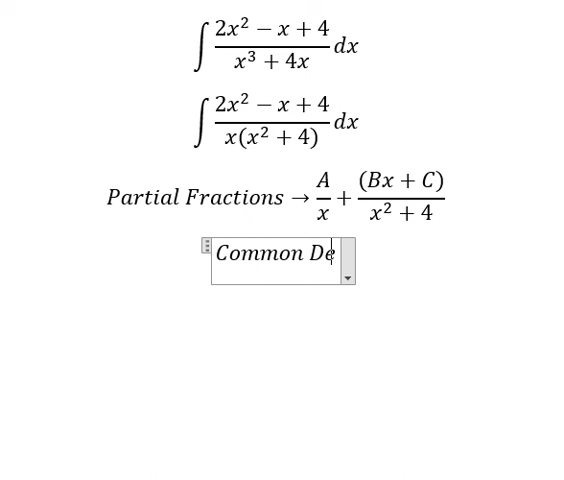 ∫ (2x² − x + 4)/(x³ + 4x) dx
∫ (2x² − x + 4)/(x(x² + 4)) dx
Partial Fractions → A/x + (Bx + C)/(x² + 4)
Common De